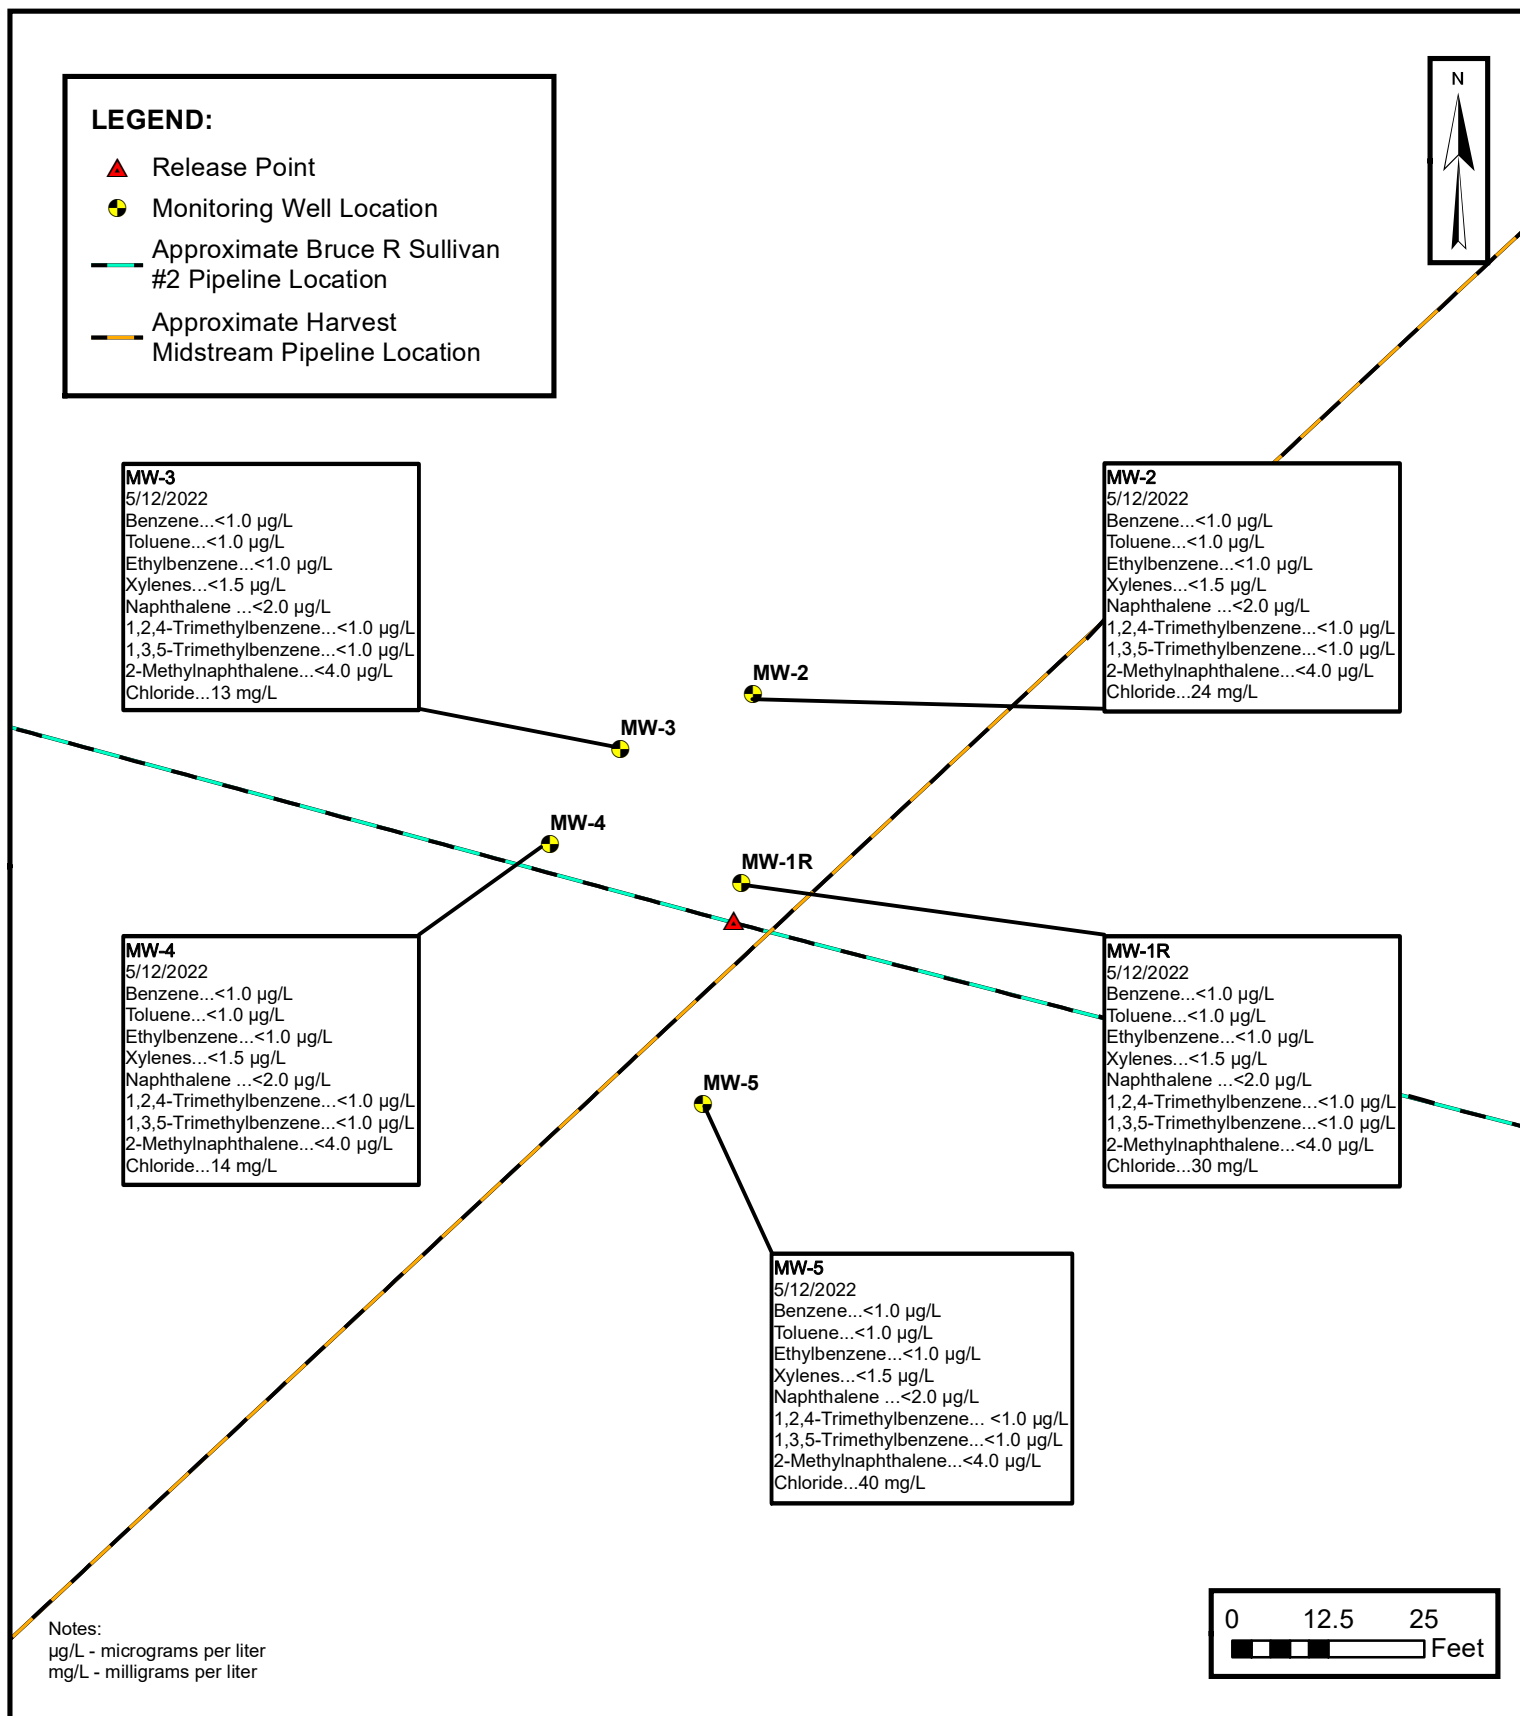 N
LEGEND:
Release Point
Monitoring Well Location
Approximate Bruce R Sullivan
#2 Pipeline Location
Approximate Harvest
Midstream Pipeline Location
MW-3
5/12/2022
Benzene...<1.0 µg/L
Toluene...<1.0 µg/L
Ethylbenzene...<1.0 µg/L
Xylenes...<1.5 µg/L
Naphthalene ...<2.0 µg/L
1,2,4-Trimethylbenzene...<1.0 µg/L
1,3,5-Trimethylbenzene...<1.0 µg/L
2-Methylnaphthalene...<4.0 µg/L
Chloride...13 mg/L
MW-2
5/12/2022
Benzene...<1.0 µg/L
Toluene...<1.0 µg/L
Ethylbenzene...<1.0 µg/L
Xylenes...<1.5 µg/L
Naphthalene ...<2.0 µg/L
1,2,4-Trimethylbenzene...<1.0 µg/L
1,3,5-Trimethylbenzene...<1.0 µg/L
2-Methylnaphthalene...<4.0 µg/L
Chloride...24 mg/L
MW-2
MW-3
MW-4
MW-1R
MW-4
5/12/2022
Benzene...<1.0 µg/L
Toluene...<1.0 µg/L
Ethylbenzene...<1.0 µg/L
Xylenes...<1.5 µg/L
Naphthalene ...<2.0 µg/L
1,2,4-Trimethylbenzene...<1.0 µg/L
1,3,5-Trimethylbenzene...<1.0 µg/L
2-Methylnaphthalene...<4.0 µg/L
Chloride...14 mg/L
MW-1R
5/12/2022
Benzene...<1.0 µg/L
Toluene...<1.0 µg/L
Ethylbenzene...<1.0 µg/L
Xylenes...<1.5 µg/L
Naphthalene ...<2.0 µg/L
1,2,4-Trimethylbenzene...<1.0 µg/L
1,3,5-Trimethylbenzene...<1.0 µg/L
2-Methylnaphthalene...<4.0 µg/L
Chloride...30 mg/L
MW-5
MW-5
5/12/2022
Benzene...<1.0 µg/L
Toluene...<1.0 µg/L
Ethylbenzene...<1.0 µg/L
Xylenes...<1.5 µg/L
Naphthalene ...<2.0 µg/L
1,2,4-Trimethylbenzene... <1.0 µg/L
1,3,5-Trimethylbenzene...<1.0 µg/L
2-Methylnaphthalene...<4.0 µg/L
Chloride...40 mg/L
Notes:
µg/L - micrograms per liter
mg/L - milligrams per liter
0 12.5 25
Feet